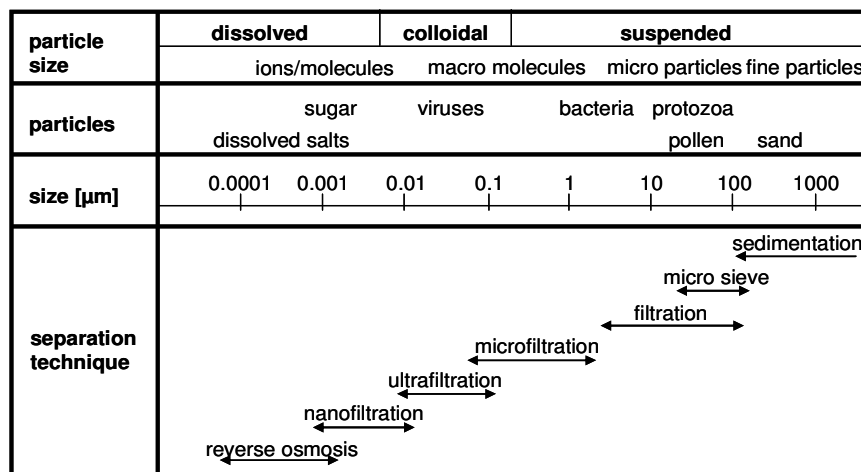 particle size
dissolved colloidal suspended
ions/molecules macro molecules micro particles fine particles
particles
sugar viruses bacteria protozoa
dissolved salts pollen sand
size [µm]
0.0001 0.001 0.01 0.1 1 10 100 1000
separation technique
sedimentation
micro sieve
filtration
microfiltration
ultrafiltration
nanofiltration
reverse osmosis